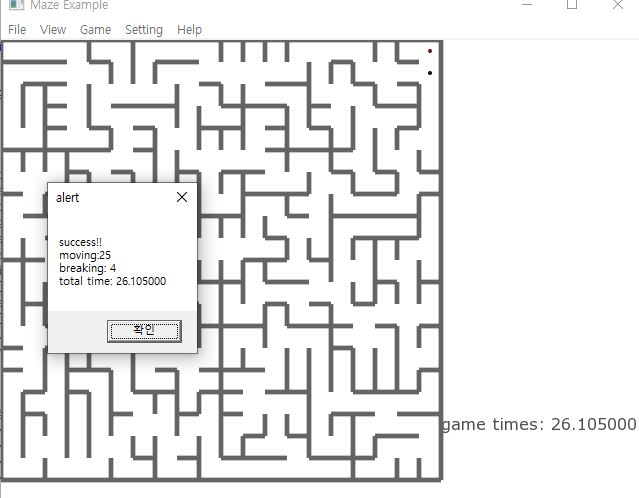 Maze Example
File View Game Setting Help
alert
success!!
moving:25
breaking: 4
total time: 26.105000
확인
game times: 26.105000